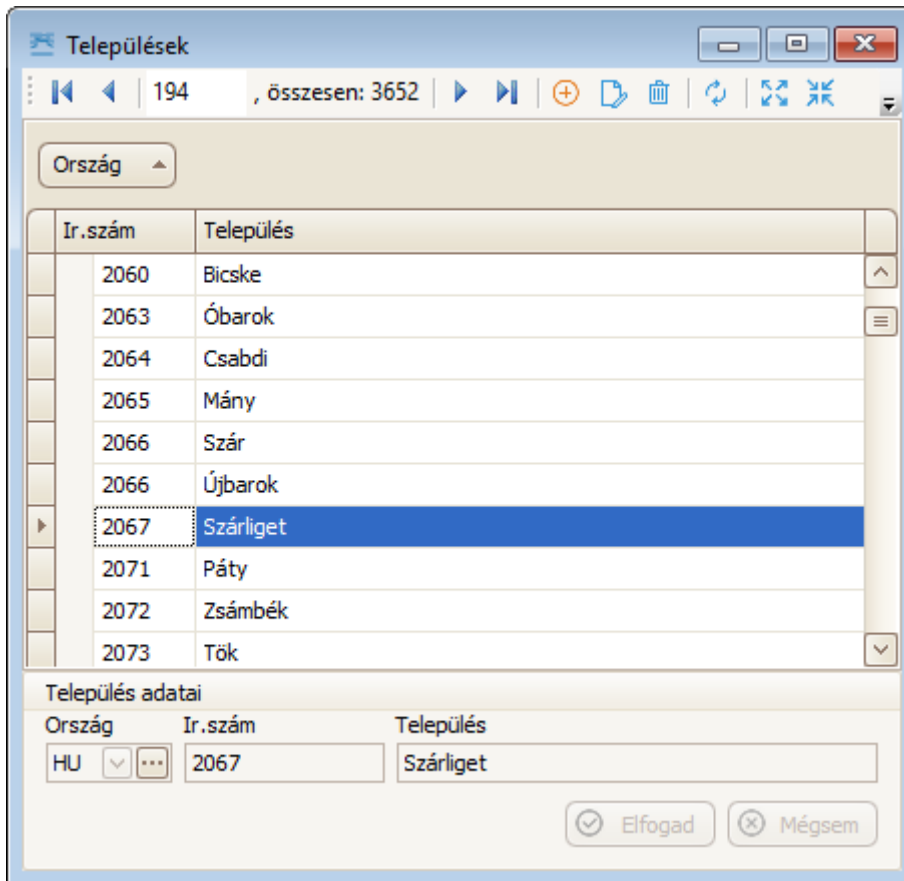 Települések
194 , összesen: 3652
Ország
Ir.szám Település
2060 Bicske
2063 Óbarok
2064 Csabdi
2065 Mány
2066 Szár
2066 Újbarok
2067 Szárliget
2071 Páty
2072 Zsámbék
2073 Tök
Település adatai
Ország Ir.szám Település
HU 2067 Szárliget
Elfogad Mégsem